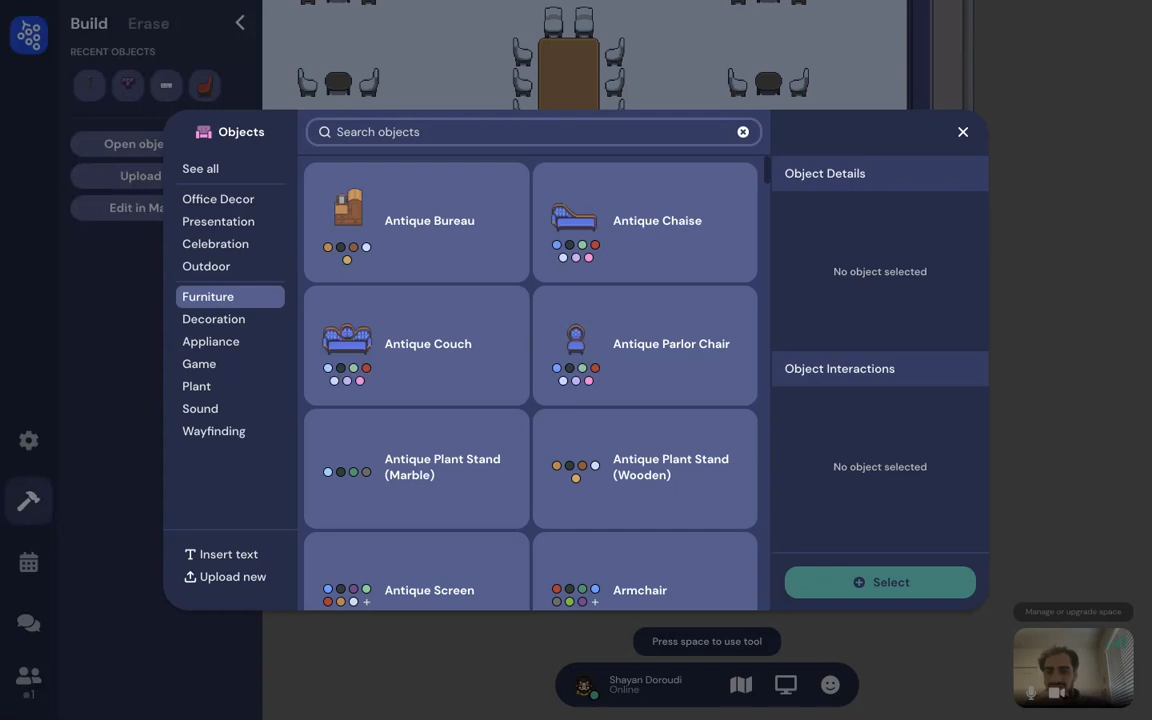 Build
Erase
RECENT OBJECTS
Open obje
Upload
Edit in Ma
Objects
See all
Office Decor
Presentation
Celebration
Outdoor
Furniture
Decoration
Appliance
Game
Plant
Sound
Wayfinding
Insert text
Upload new
Search objects
Antique Bureau
Antique Chaise
Antique Couch
Antique Parlor Chair
Antique Plant Stand
(Marble)
Antique Plant Stand
(Wooden)
Antique Screen
+
Armchair
+
Object Details
No object selected
Object Interactions
No object selected
Select
Manage or upgrade space
Press space to use tool
Shayan Doroudi
Online
1